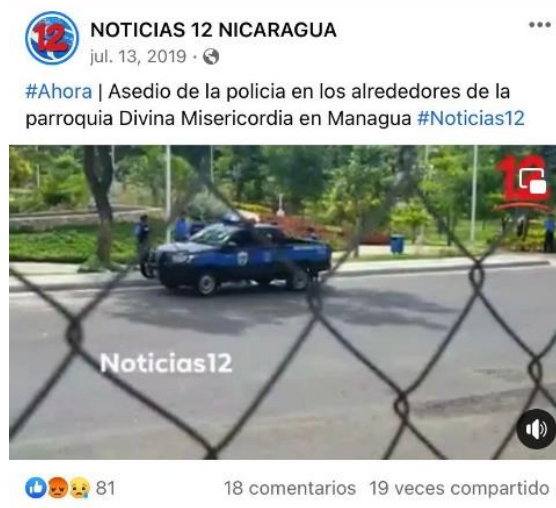 12
NOTICIAS 12 NICARAGUA
jul. 13, 2019 ·
#Ahora | Asedio de la policia en los alrededores de la
parroquia Divina Misericordia en Managua #Noticias12
12
Noticias12
81
18 comentarios 19 veces compartido